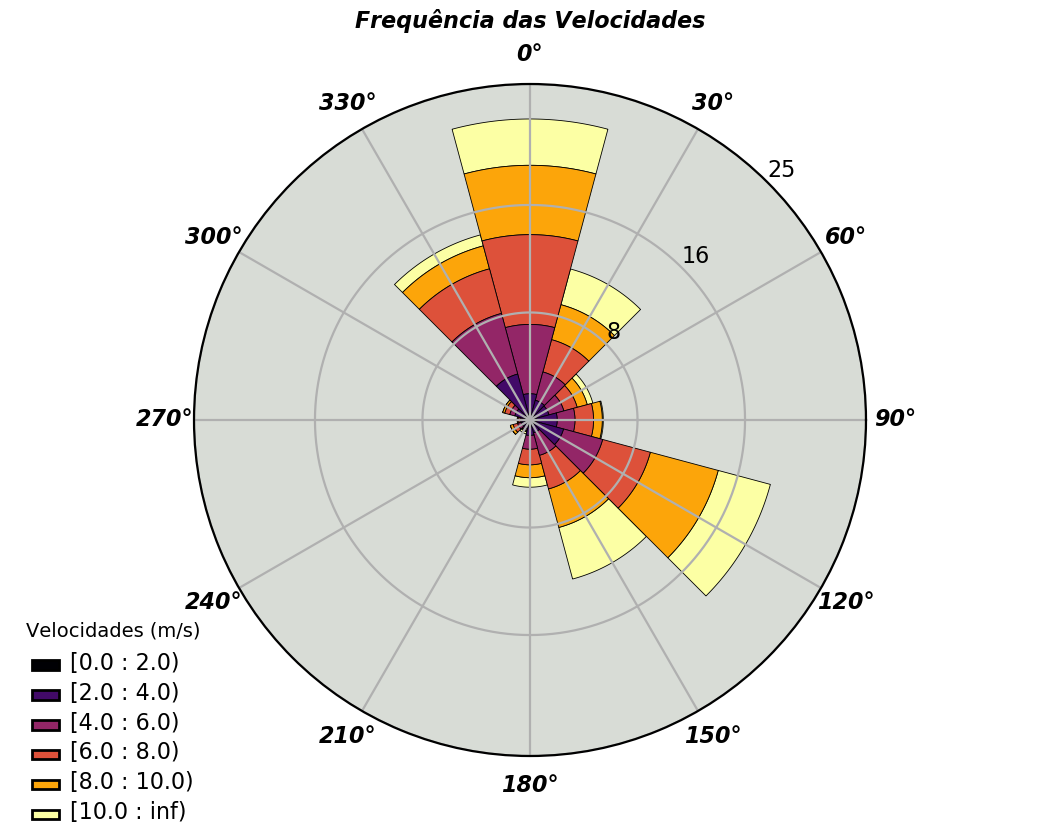 Frequência das Velocidades
0°
330°
30°
25
300°
60°
16
8
270°
90°
240°
120°
210°
150°
180°
Velocidades (m/s)
[0.0 : 2.0)
[2.0 : 4.0)
[4.0 : 6.0)
[6.0 : 8.0)
[8.0 : 10.0)
[10.0 : inf)